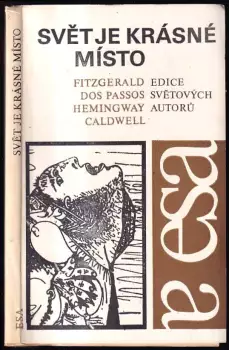 SVĚT JE KRÁSNÉ MÍSTO
ESA
SVĚT JE KRÁSNÉ
MÍSTO
FITZGERALD EDICE
DOS PASSOS SVĚTOVÝCH
HEMINGWAY AUTORŮ
CALDWELL
esa